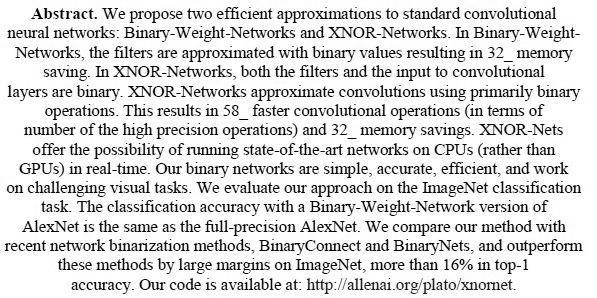 Abstract. We propose two efficient approximations to standard convolutional
neural networks: Binary-Weight-Networks and XNOR-Networks. In Binary-Weight-
Networks, the filters are approximated with binary values resulting in 32_ memory
saving. In XNOR-Networks, both the filters and the input to convolutional
layers are binary. XNOR-Networks approximate convolutions using primarily binary
operations. This results in 58_ faster convolutional operations (in terms of
number of the high precision operations) and 32_ memory savings. XNOR-Nets
offer the possibility of running state-of-the-art networks on CPUs (rather than
GPUs) in real-time. Our binary networks are simple, accurate, efficient, and work
on challenging visual tasks. We evaluate our approach on the ImageNet classification
task. The classification accuracy with a Binary-Weight-Network version of
AlexNet is the same as the full-precision AlexNet. We compare our method with
recent network binarization methods, BinaryConnect and BinaryNets, and outperform
these methods by large margins on ImageNet, more than 16% in top-1
accuracy. Our code is available at: http://allenai.org/plato/xnornet.